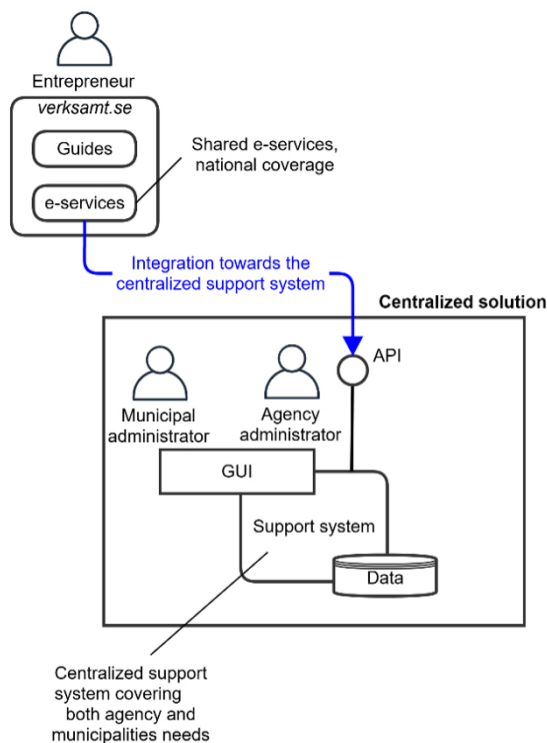 Entrepreneur
verksamt.se
Guides
e-services
Shared e-services,
national coverage
Integration towards the
centralized support system
Centralized solution
API
Municipal
administrator
Agency
administrator
GUI
Support system
Data
Centralized support
system covering
both agency and
municipalities needs